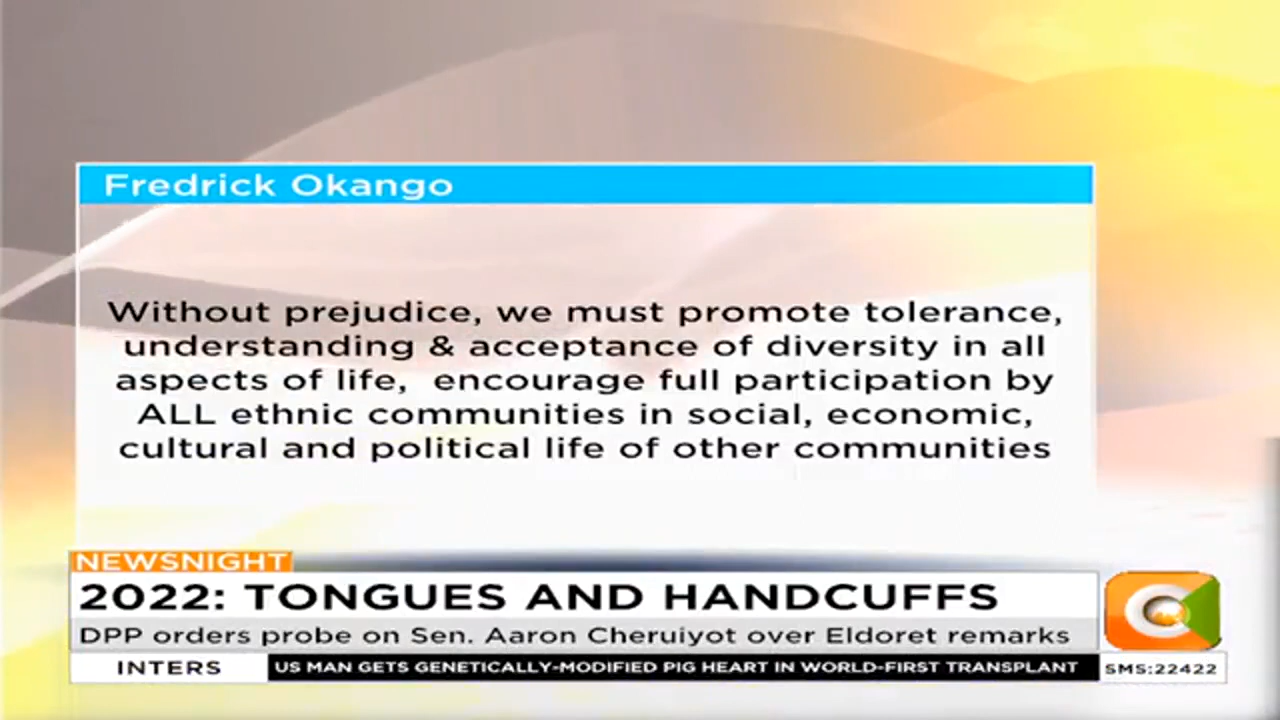 Fredrick Okango
Without prejudice, we must promote tolerance,
understanding & acceptance of diversity in all
aspects of life, encourage full participation by
ALL ethnic communities in social, economic,
cultural and political life of other communities
NEWSNIGHT
2022: TONGUES AND HANDCUFFS
DPP orders probe on Sen. Aaron Cheruiyot over Eldoret remarks
INTERS
US MAN GETS GENETICALLY-MODIFIED PIG HEART IN WORLD-FIRST TRANSPLANT
SMS:22422